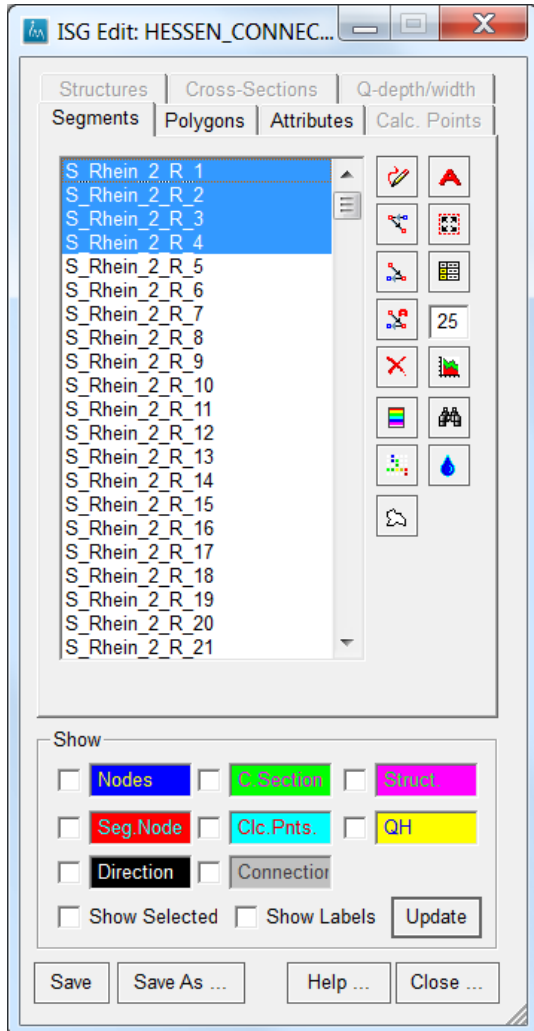 ISG Edit: HESSEN_CONNEC...
Structures Cross-Sections Q-depth/width
Segments Polygons Attributes Calc. Points
S_Rhein_2_R_1
S_Rhein_2_R_2
S_Rhein_2_R_3
S_Rhein_2_R_4
S_Rhein_2_R_5
S_Rhein_2_R_6
S_Rhein_2_R_7
S_Rhein_2_R_8
S_Rhein_2_R_9
S_Rhein_2_R_10
S_Rhein_2_R_11
S_Rhein_2_R_12
S_Rhein_2_R_13
S_Rhein_2_R_14
S_Rhein_2_R_15
S_Rhein_2_R_16
S_Rhein_2_R_17
S_Rhein_2_R_18
S_Rhein_2_R_19
S_Rhein_2_R_20
S_Rhein_2_R_21
25
Show
Nodes C.Section Struct.
Seg.Node Clc.Pnts. QH
Direction Connection
Show Selected Show Labels Update
Save Save As ... Help ... Close ...